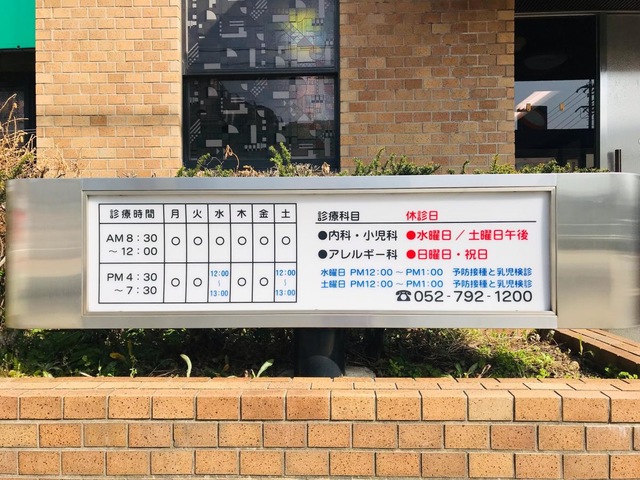 診療時間 月 火 水 木 金 土
AM8:30～12:00 ○ ○ ○ ○ ○ ○
PM4:30～7:30 ○ ○ 12:00～13:00 ○ ○ 12:00～13:00
診療科目 休診日
●内科・小児科 ●水曜日／土曜日午後
●アレルギー科 ●日曜日・祝日
水曜日 PM12:00～PM1:00 予防接種と乳児検診
土曜日 PM12:00～PM1:00 予防接種と乳児検診
☎052-792-1200